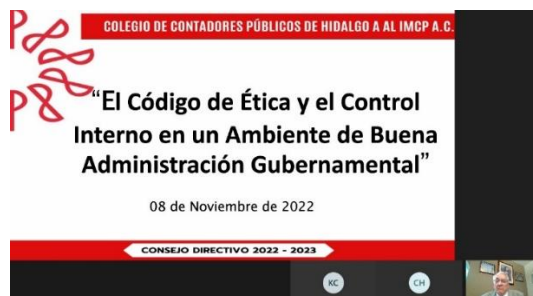 COLEGIO DE CONTADORES PÚBLICOS DE HIDALGO A AL IMCP A.C.
“El Código de Ética y el Control
Interno en un Ambiente de Buena
Administración Gubernamental”
08 de Noviembre de 2022
CONSEJO DIRECTIVO 2022 - 2023
KC
CH